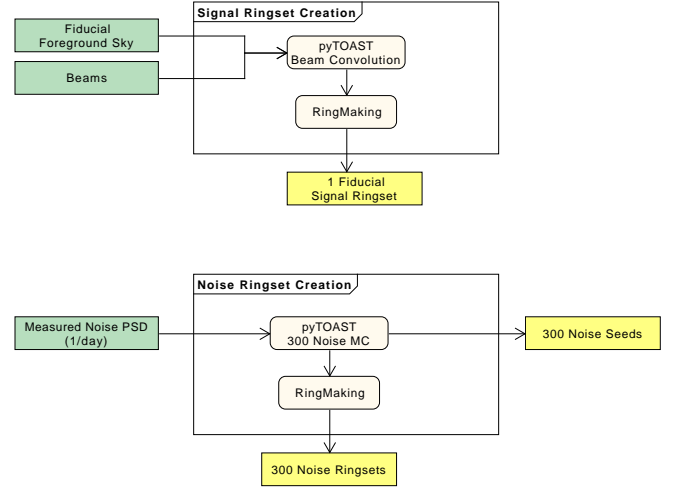 Signal Ringset Creation
Fiducial
Foreground Sky
Beams
pyTOAST
Beam Convolution
RingMaking
1 Fiducial
Signal Ringset
Noise Ringset Creation
Measured Noise PSD
(1/day)
pyTOAST
300 Noise MC
300 Noise Seeds
RingMaking
300 Noise Ringsets